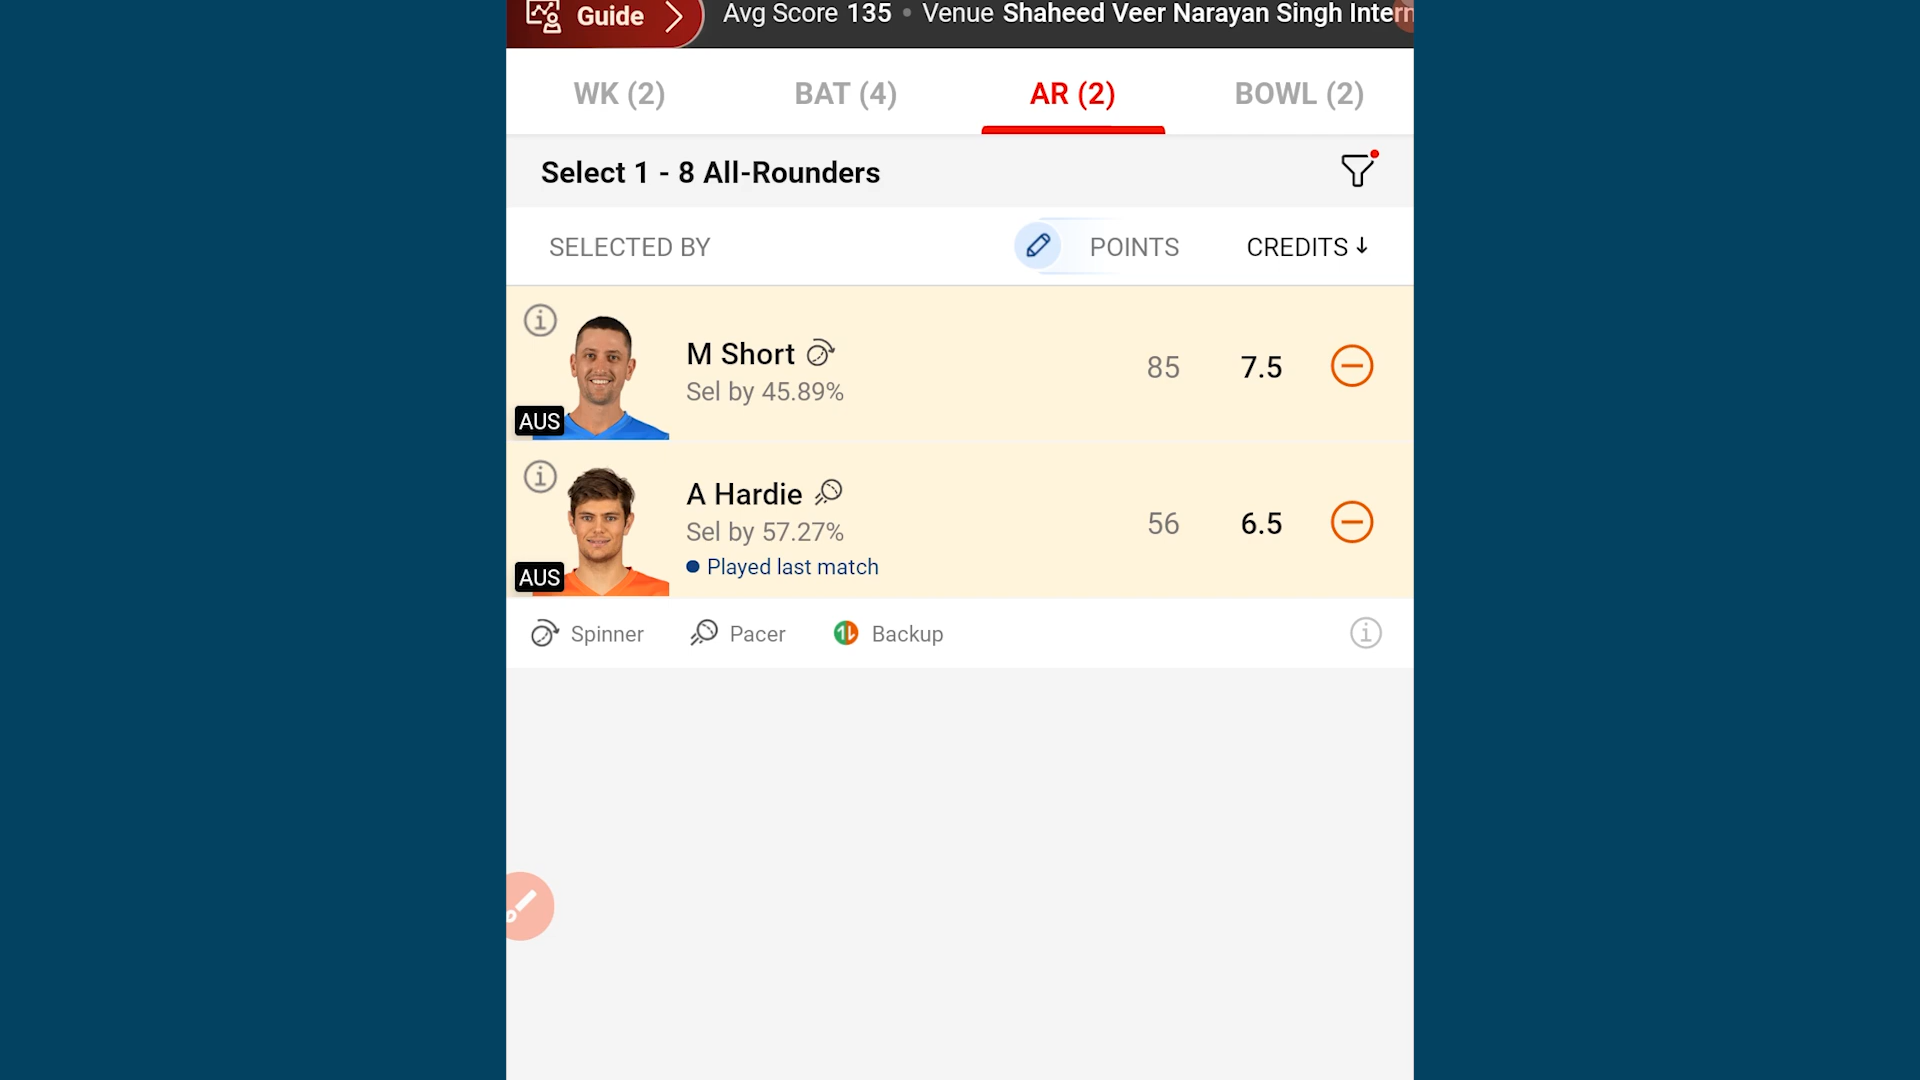 Guide
Avg Score 135 • Venue Shaheed Veer Narayan Singh Intern
WK (2) BAT (4) AR (2) BOWL (2)
Select 1 - 8 All-Rounders
SELECTED BY POINTS CREDITS ↓
M Short
Sel by 45.89%
85 7.5
AUS
A Hardie
Sel by 57.27%
Played last match
56 6.5
AUS
Spinner Pacer Backup